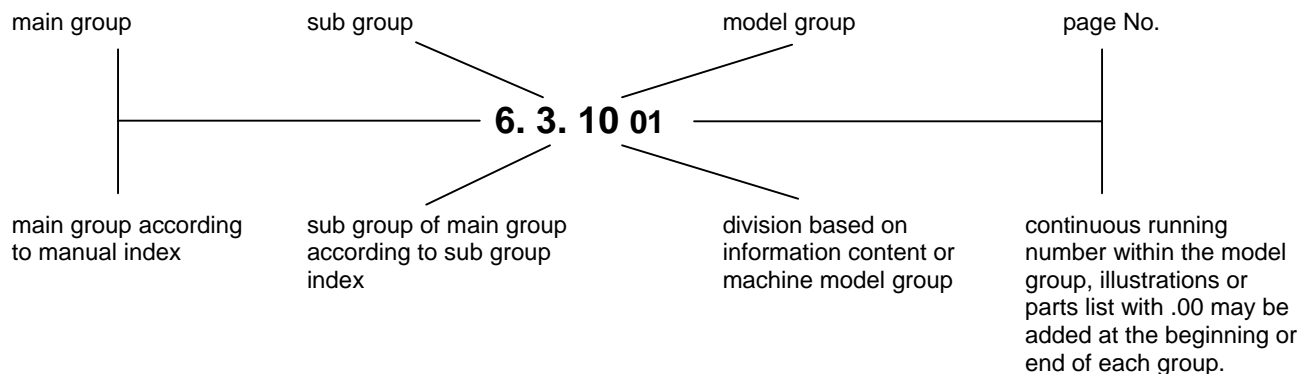 main group
sub group
model group
page No.
6. 3. 10 01
main group according
to manual index
sub group of main group
according to sub group
index
division based on
information content or
machine model group
continuous running
number within the model
group, illustrations or
parts list with .00 may be
added at the beginning or
end of each group.